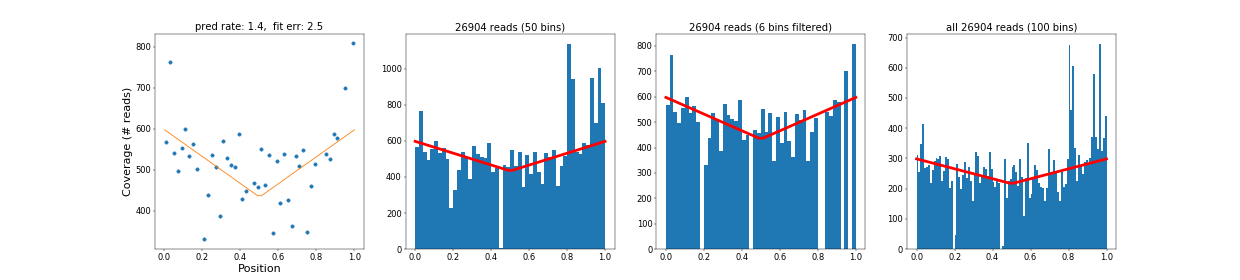 pred rate: 1.4,  fit err: 2.5
Coverage (# reads)
800
700
600
500
400
0.0 0.2 0.4 0.6 0.8 1.0
Position
26904 reads (50 bins)
1000
800
600
400
200
0
0.0 0.2 0.4 0.6 0.8 1.0
26904 reads (6 bins filtered)
800
700
600
500
400
300
200
100
0
0.0 0.2 0.4 0.6 0.8 1.0
all 26904 reads (100 bins)
700
600
500
400
300
200
100
0
0.0 0.2 0.4 0.6 0.8 1.0